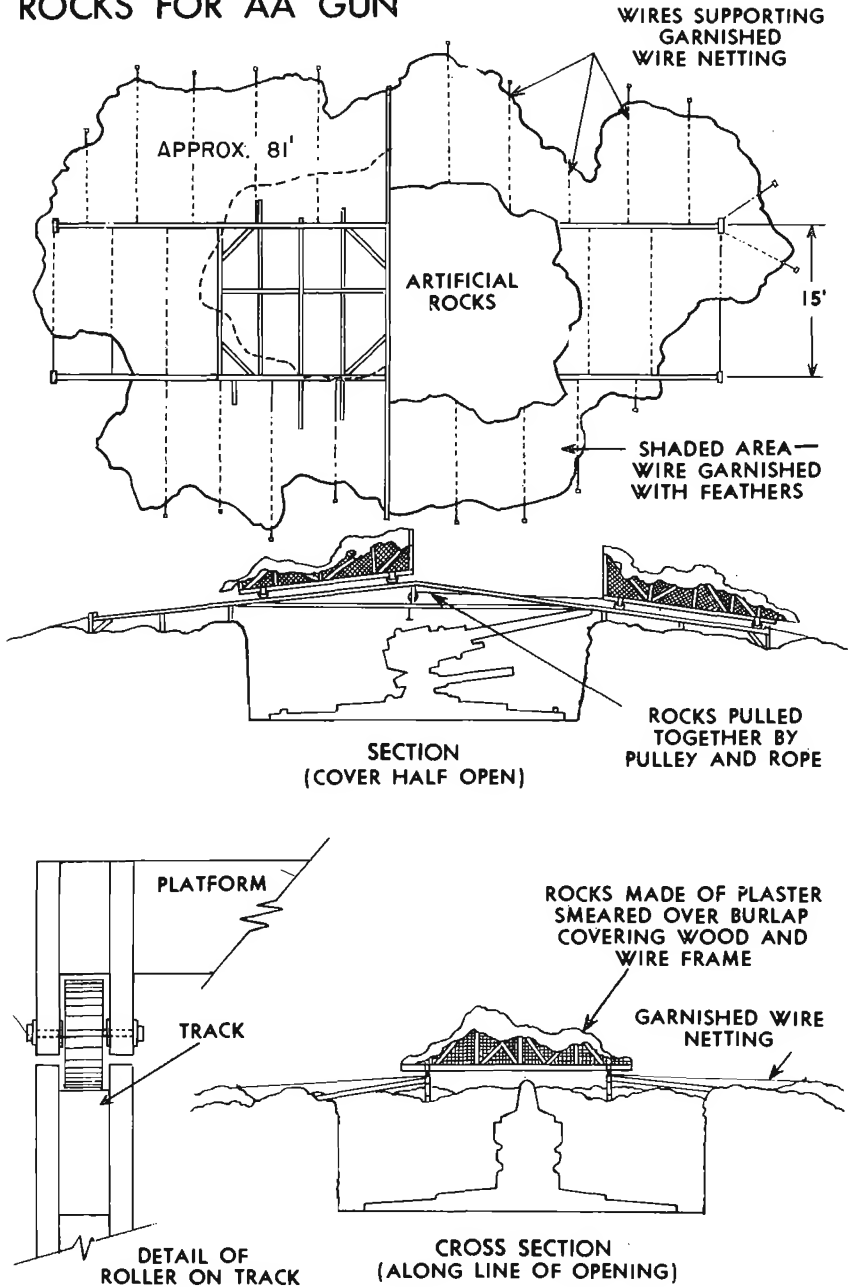 ROCKS FOR AA GUN
WIRES SUPPORTING
GARNISHED
WIRE NETTING
APPROX. 81'
ARTIFICIAL
ROCKS
15'
SHADED AREA—
WIRE GARNISHED
WITH FEATHERS
ROCKS PULLED
TOGETHER BY
PULLEY AND ROPE
SECTION
(COVER HALF OPEN)
PLATFORM
TRACK
DETAIL OF
ROLLER ON TRACK
ROCKS MADE OF PLASTER
SMEARED OVER BURLAP
COVERING WOOD AND
WIRE FRAME
GARNISHED WIRE
NETTING
CROSS SECTION
(ALONG LINE OF OPENING)